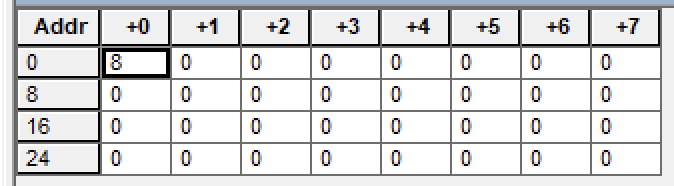 Addr +0 +1 +2 +3 +4 +5 +6 +7
0 8 0 0 0 0 0 0 0
8 0 0 0 0 0 0 0 0
16 0 0 0 0 0 0 0 0
24 0 0 0 0 0 0 0 0